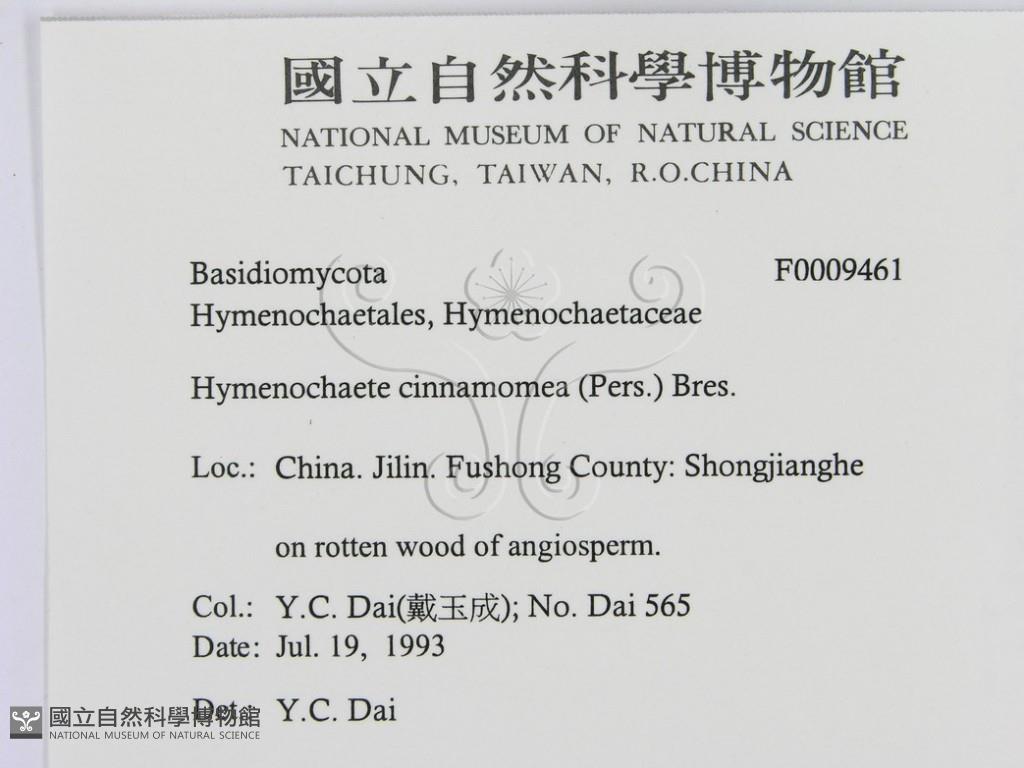 國立自然科學博物館
NATIONAL MUSEUM OF NATURAL SCIENCE
TAICHUNG, TAIWAN, R.O.CHINA
Basidiomycota F0009461
Hymenochaetales, Hymenochaetaceae
Hymenochaete cinnamomea (Pers.) Bres.
Loc.: China. Jilin. Fushong County: Shongjianghe
on rotten wood of angiosperm.
Col.: Y.C. Dai(戴玉成); No. Dai 565
Date: Jul. 19, 1993
Det.: Y.C. Dai
國立自然科學博物館
NATIONAL MUSEUM OF NATURAL SCIENCE